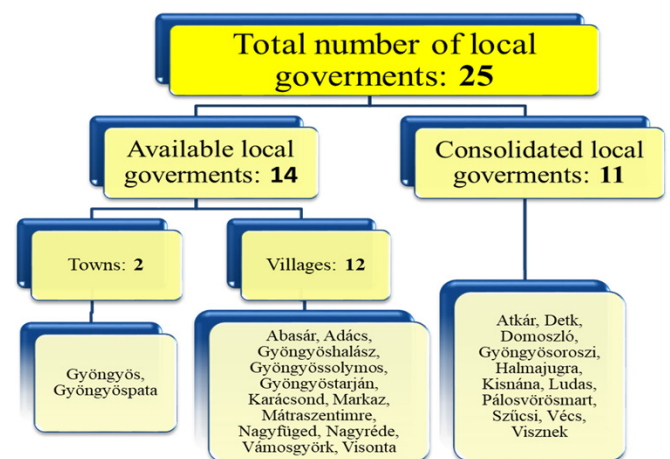 Total number of local
goverments: 25
Available local
goverments: 14
Consolidated local
goverments: 11
Towns: 2
Villages: 12
Gyöngyös,
Gyöngyöspata
Abasár, Adács,
Gyöngyöshalász,
Gyöngyössolymos,
Gyöngyöstarján,
Karácsond, Markaz,
Mátraszentimre,
Nagyfüged, Nagyréde,
Vámosgyörk, Visonta
Atkár, Detk,
Domoszló,
Gyöngyösoroszi,
Halmajugra,
Kisnána, Ludas,
Pálosvörösmart,
Szűcsi, Vécs,
Visznek